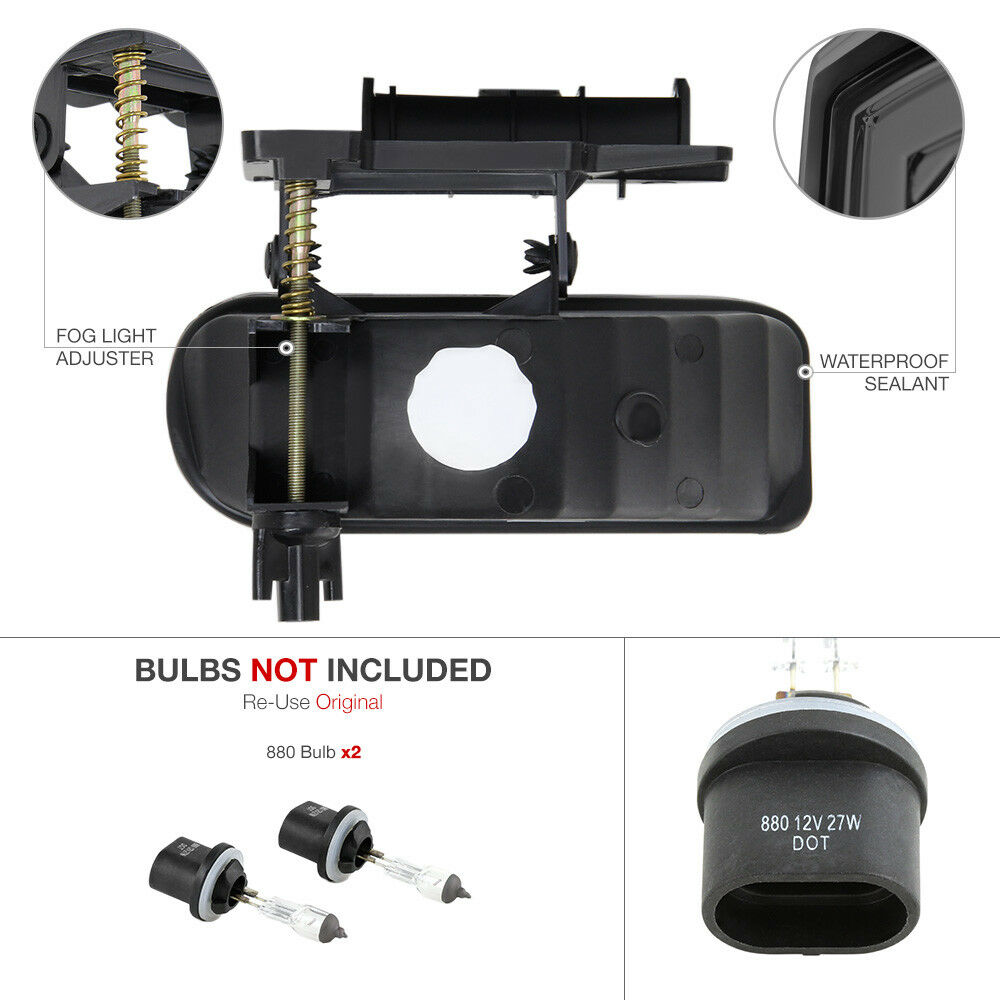 FOG LIGHT
ADJUSTER
WATERPROOF
SEALANT
BULBS NOT INCLUDED
Re-Use Original
880 Bulb x2
880 12V 27W
DOT